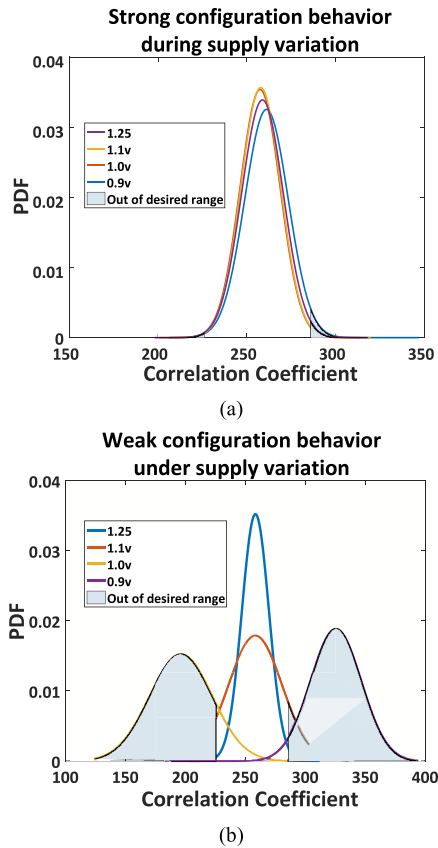 Strong configuration behavior
during supply variation
0.04
0.03
0.02
0.01
0
PDF
1.25
1.1v
1.0v
0.9v
Out of desired range
150
200
250
300
350
Correlation Coefficient
(a)
Weak configuration behavior
under supply variation
0.04
0.03
0.02
0.01
0
PDF
1.25
1.1v
1.0v
0.9v
Out of desired range
100
150
200
250
300
350
400
Correlation Coefficient
(b)